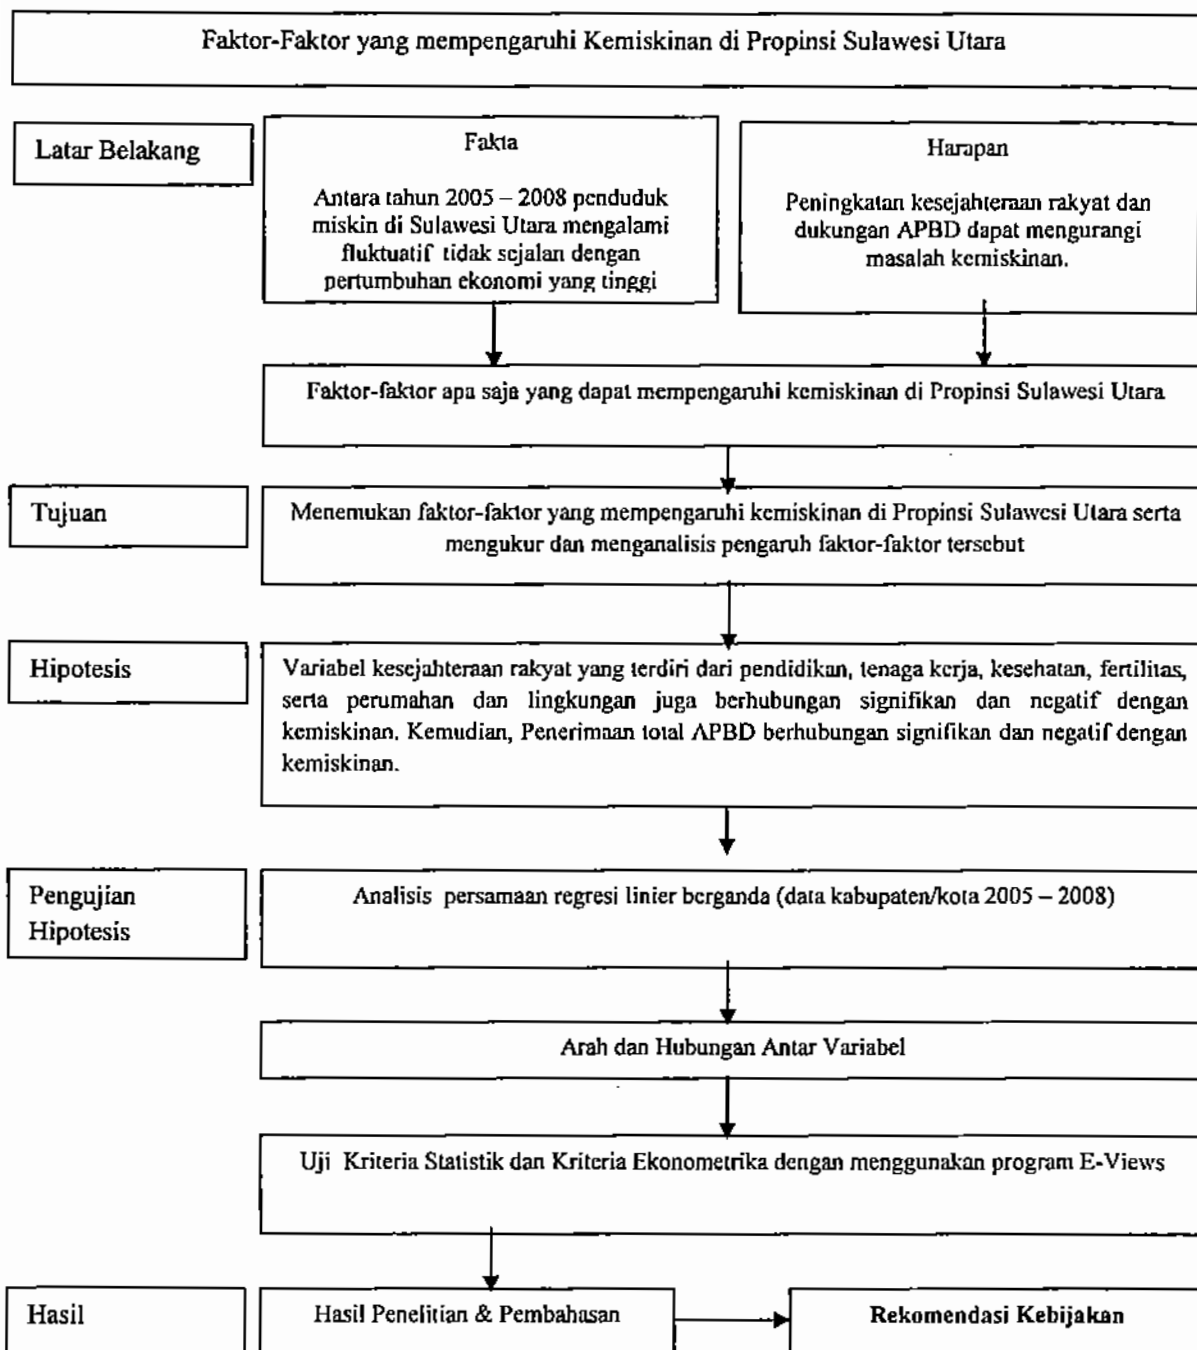 Faktor-Faktor yang mempengaruhi Kemiskinan di Propinsi Sulawesi Utara
Latar Belakang
Fakta
Antara tahun 2005 – 2008 penduduk
miskin di Sulawesi Utara mengalami
fluktuatif tidak sejalan dengan
pertumbuhan ekonomi yang tinggi
Harapan
Peningkatan kesejahteraan rakyat dan
dukungan APBD dapat mengurangi
masalah kemiskinan.
Faktor-faktor apa saja yang dapat mempengaruhi kemiskinan di Propinsi Sulawesi Utara
Tujuan
Menemukan faktor-faktor yang mempengaruhi kemiskinan di Propinsi Sulawesi Utara serta
mengukur dan menganalisis pengaruh faktor-faktor tersebut
Hipotesis
Variabel kesejahteraan rakyat yang terdiri dari pendidikan, tenaga kerja, kesehatan, fertilitas,
serta perumahan dan lingkungan juga berhubungan signifikan dan negatif dengan
kemiskinan. Kemudian, Penerimaan total APBD berhubungan signifikan dan negatif dengan
kemiskinan.
Pengujian
Hipotesis
Analisis persamaan regresi linier berganda (data kabupaten/kota 2005 – 2008)
Arah dan Hubungan Antar Variabel
Uji Kriteria Statistik dan Kriteria Ekonometrika dengan menggunakan program E-Views
Hasil
Hasil Penelitian & Pembahasan
Rekomendasi Kebijakan